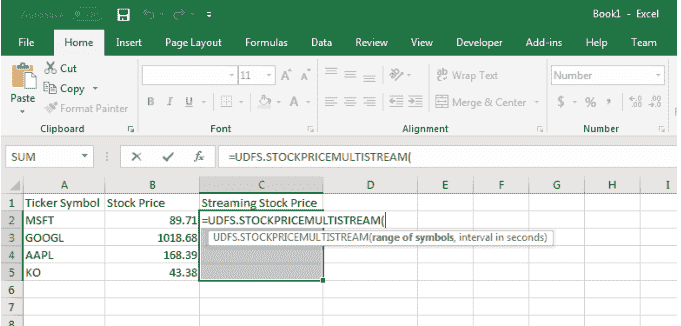 AutoSave Off Book1 - Excel
File Home Insert Page Layout Formulas Data Review View Developer Add-ins Help Team
Cut
Copy
Format Painter
Paste
11 A A
B I U A
Wrap Text
Merge & Center
Number
$ % ,
Clipboard Font Alignment Number
SUM fx =UDFS.STOCKPRICEMULTISTREAM(
A B C D E F G H I
1 Ticker Symbol Stock Price Streaming Stock Price
2 MSFT 89.71 =UDFS.STOCKPRICEMULTISTREAM(
UDFS.STOCKPRICEMULTISTREAM(range of symbols, interval in seconds)
3 GOOGL 1018.68
4 AAPL 168.39
5 KO 43.38
6
7
8